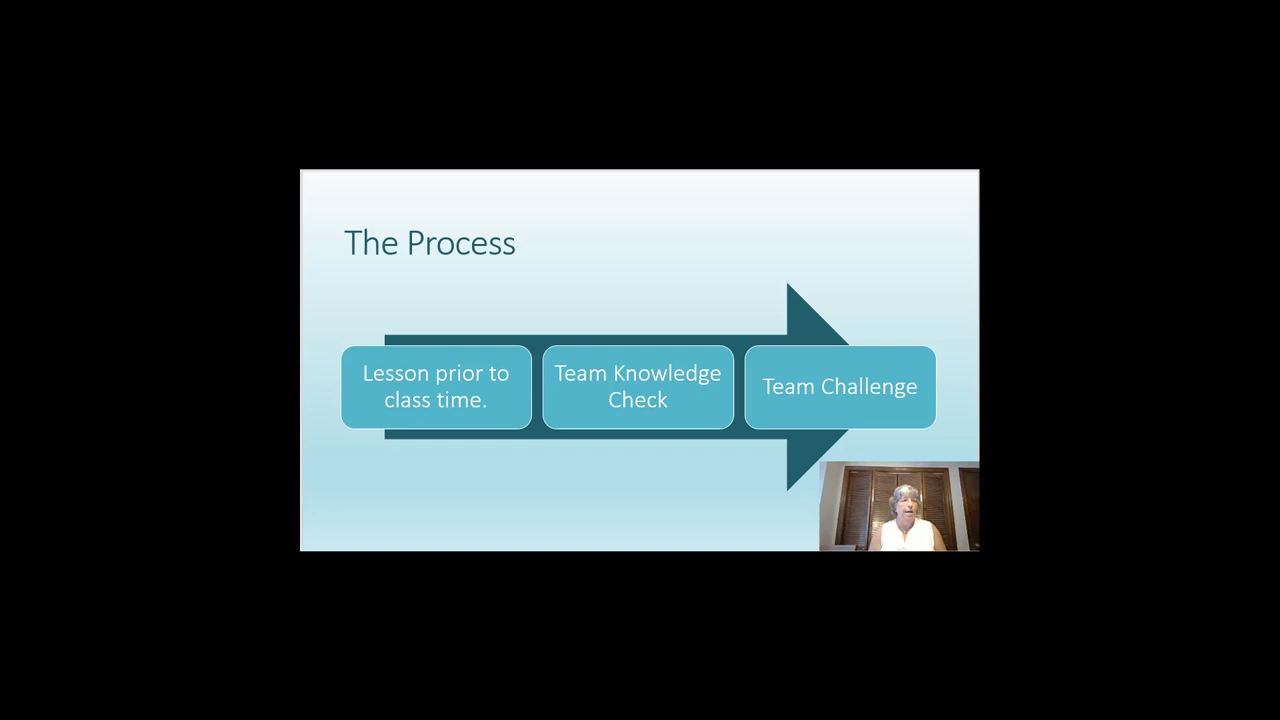 The Process
Lesson prior to
class time.
Team Knowledge
Check
Team Challenge